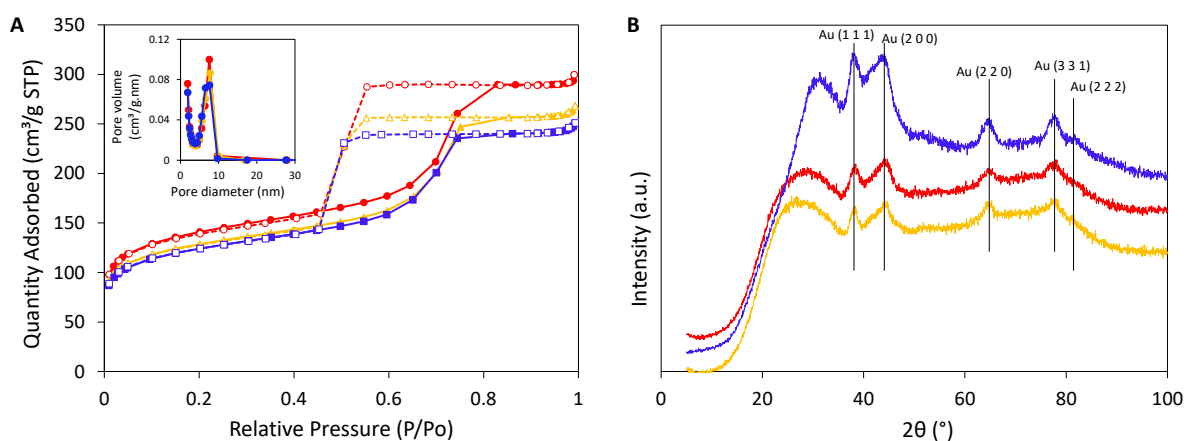 A
Quantity Adsorbed (cm³/g STP)
350
300
250
200
150
100
50
0
0
0.2
0.4
0.6
0.8
1
Relative Pressure (P/Po)
Pore volume
(cm³/g.nm)
0.12
0.08
0.04
0
0
10
20
30
Pore diameter (nm)
B
Intensity (a.u.)
Au (1 1 1)
Au (2 0 0)
Au (2 2 0)
Au (3 3 1)
Au (2 2 2)
0
20
40
60
80
100
2θ (°)